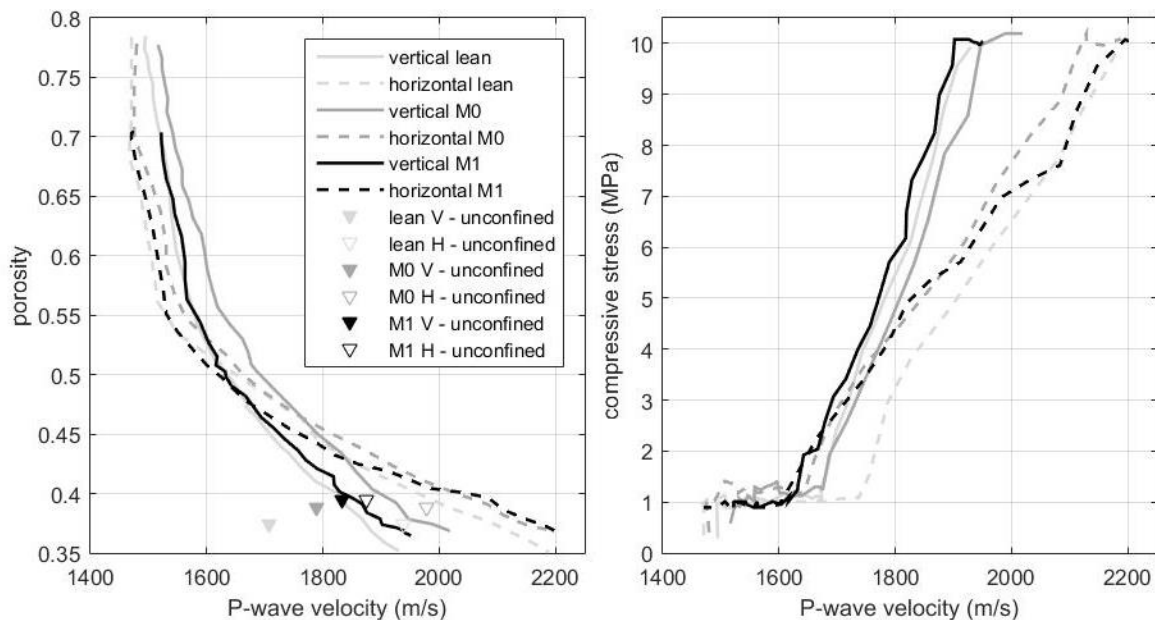 0.8
0.75
0.7
0.65
0.6
0.55
0.5
0.45
0.4
0.35
porosity
1400 1600 1800 2000 2200
P-wave velocity (m/s)
vertical lean
horizontal lean
vertical M0
horizontal M0
vertical M1
horizontal M1
lean V - unconfined
lean H - unconfined
M0 V - unconfined
M0 H - unconfined
M1 V - unconfined
M1 H - unconfined
10
9
8
7
6
5
4
3
2
1
0
compressive stress (MPa)
1400 1600 1800 2000 2200
P-wave velocity (m/s)